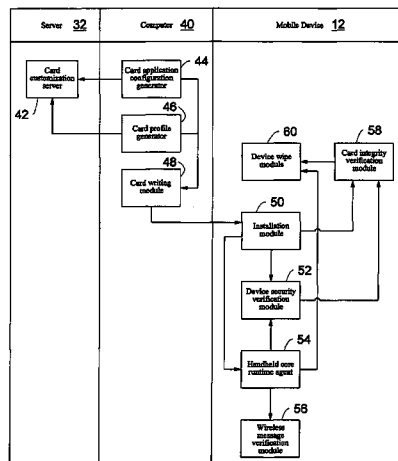 Server 32
Computer 40
Mobile Device 12
Card
customization
server
42
Card application
configuration
generator
44
Card profile
generator
46
Card writing
module
48
60
Device wipe
module
58
Card integrity
verification
module
50
Installation
module
52
Device security
verification
module
54
Handheld core
runtime agent
56
Wireless
message
verification
module